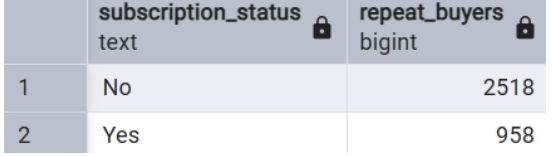 subscription_status repeat_buyers
text bigint
1 No 2518
2 Yes 958